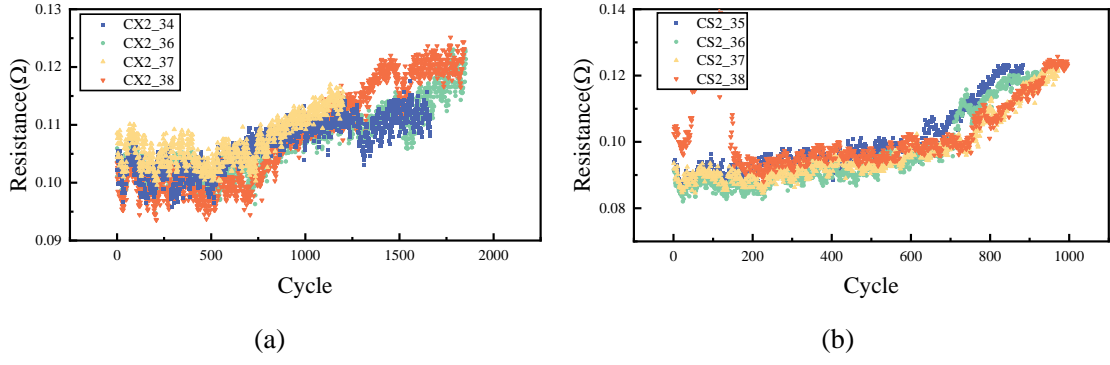 0.13
0.12
0.11
0.10
0.09
Resistance(Ω)
CX2_34
CX2_36
CX2_37
CX2_38
0
500
1000
1500
2000
Cycle
(a)
0.14
0.12
0.10
0.08
Resistance(Ω)
CS2_35
CS2_36
CS2_37
CS2_38
0
200
400
600
800
1000
Cycle
(b)